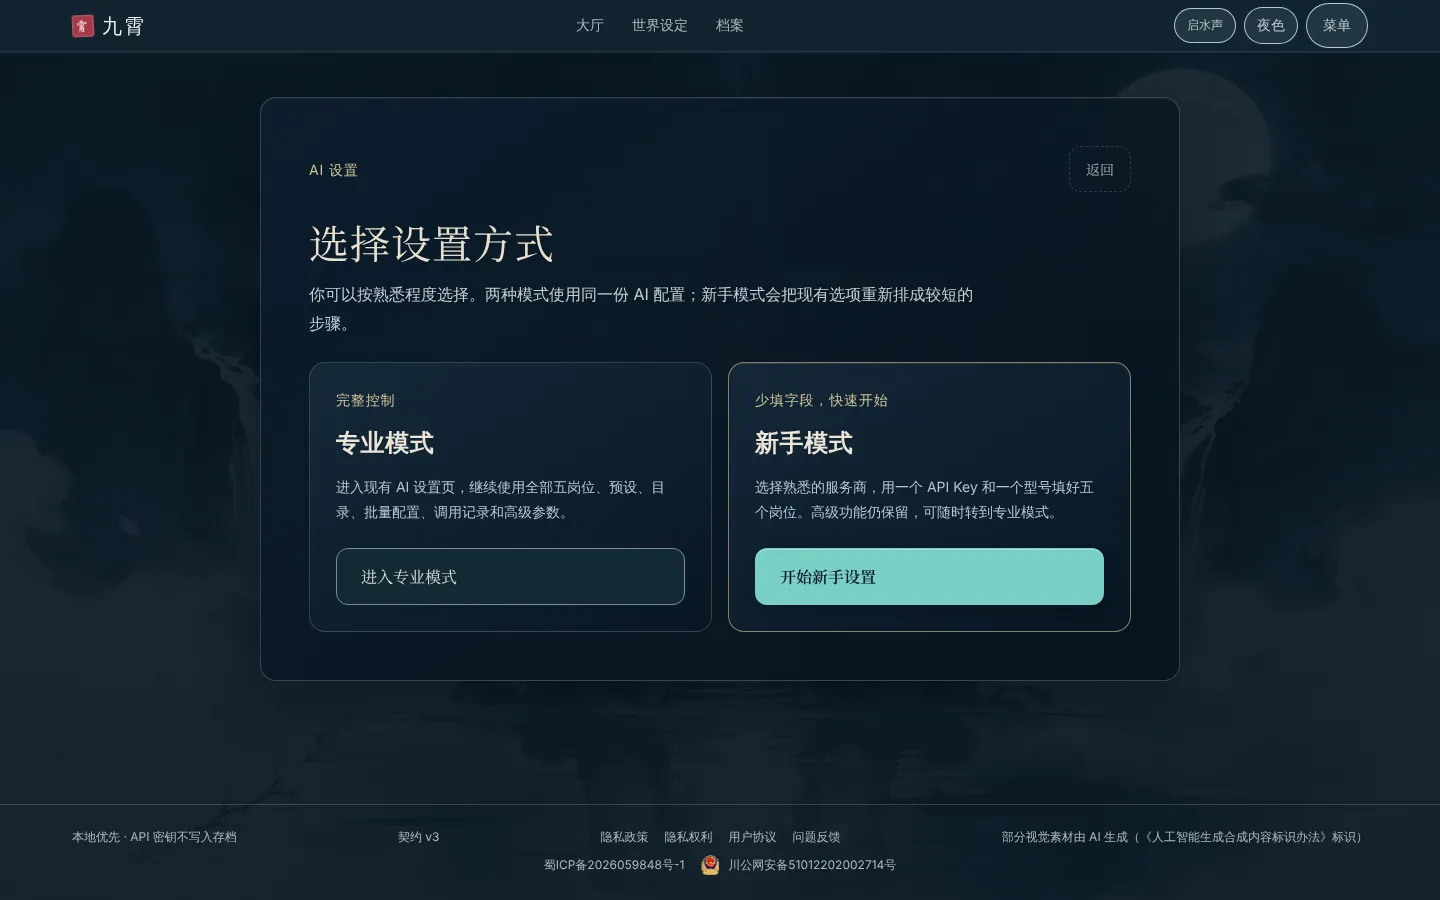 霄 九霄
大厅 世界设定 档案
启水声 夜色 菜单
AI 设置
返回
选择设置方式
你可以按熟悉程度选择。两种模式使用同一份 AI 配置；新手模式会把现有选项重新排成较短的
步骤。
完整控制
专业模式
进入现有 AI 设置页，继续使用全部五岗位、预设、目
录、批量配置、调用记录和高级参数。
进入专业模式
少填字段，快速开始
新手模式
选择熟悉的服务商，用一个 API Key 和一个型号填好五
个岗位。高级功能仍保留，可随时转到专业模式。
开始新手设置
本地优先 · API 密钥不写入存档
契约 v3
隐私政策 隐私权利 用户协议 问题反馈
部分视觉素材由 AI 生成（《人工智能生成合成内容标识办法》标识）
蜀ICP备2026059848号-1 川公网安备51012202002714号